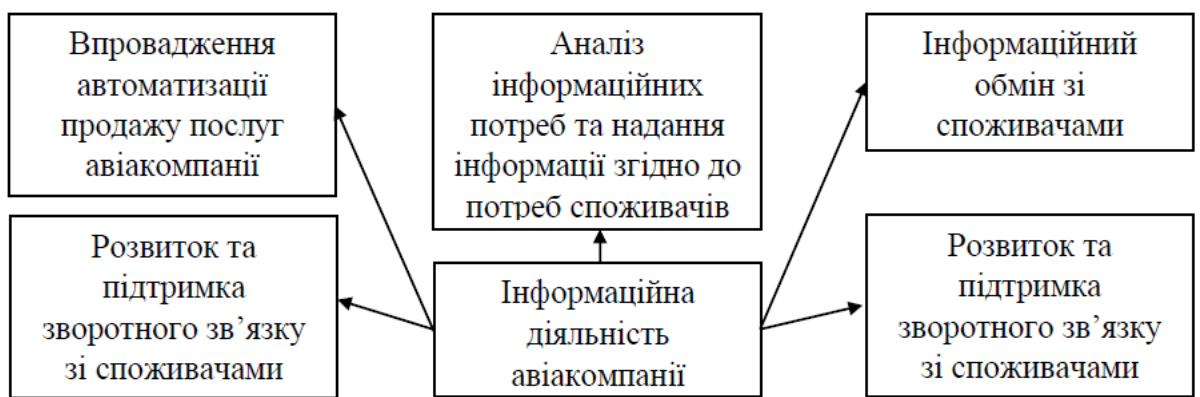 Впровадження
автоматизації
продажу послуг
авіакомпанії
Аналіз
інформаційних
потреб та надання
інформації згідно до
потреб споживачів
Інформаційний
обмін зі
споживачами
Розвиток та
підтримка
зворотного зв’язку
зі споживачами
Інформаційна
діяльність
авіакомпанії
Розвиток та
підтримка
зворотного зв’язку
зі споживачами